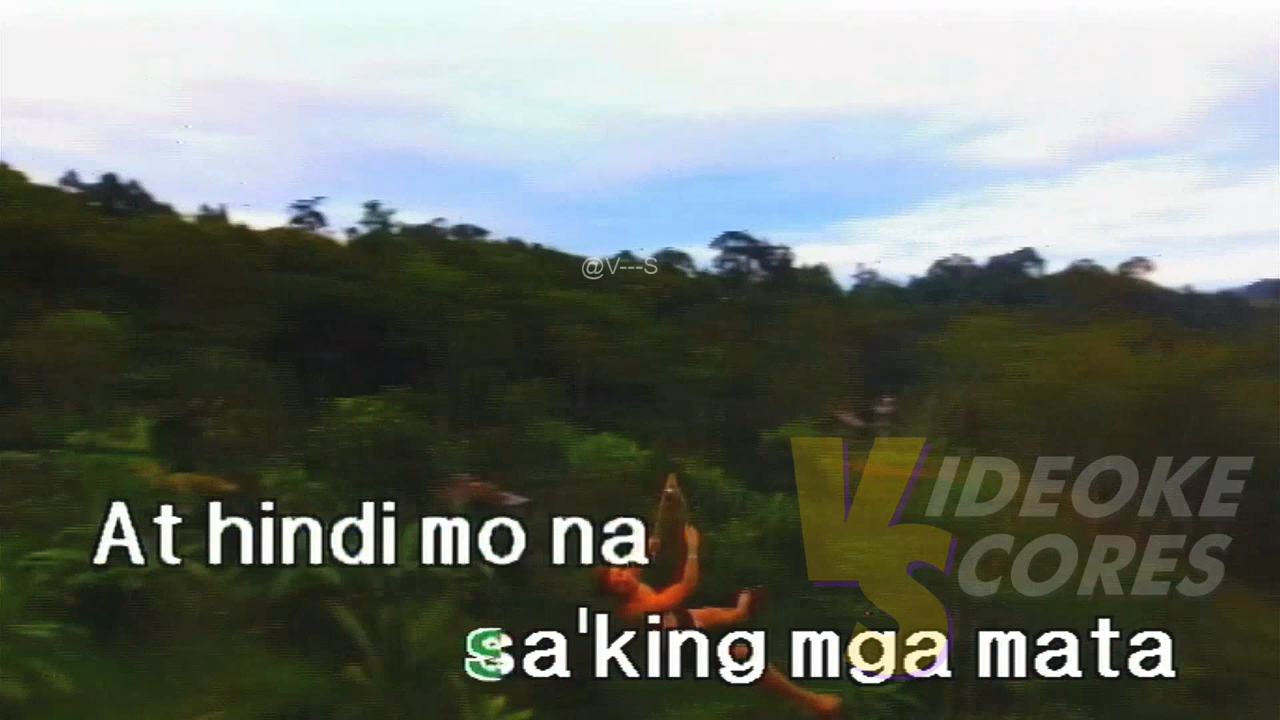 @V---S
VIDEOKE
SCORES
At hindi mo na
sa'king mga mata